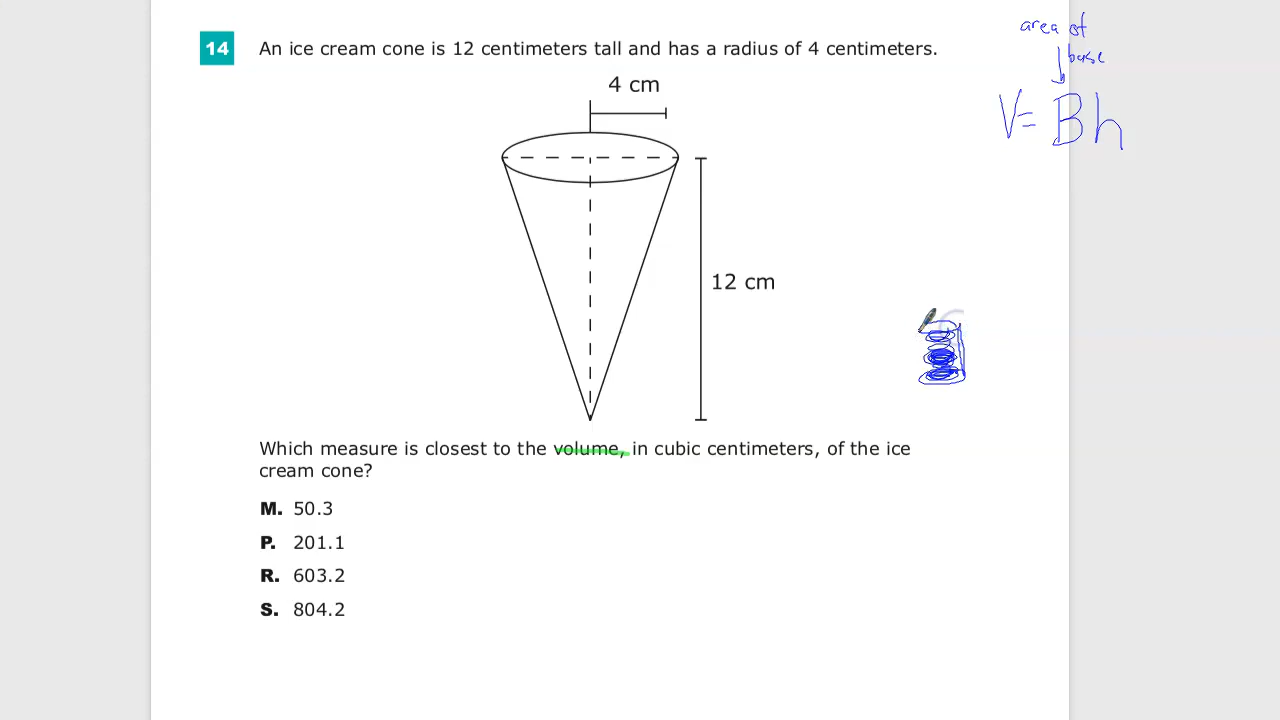 14 An ice cream cone is 12 centimeters tall and has a radius of 4 centimeters.
area of
base
V= Bh
4 cm
12 cm
Which measure is closest to the volume, in cubic centimeters, of the ice
cream cone?
M. 50.3
P. 201.1
R. 603.2
S. 804.2